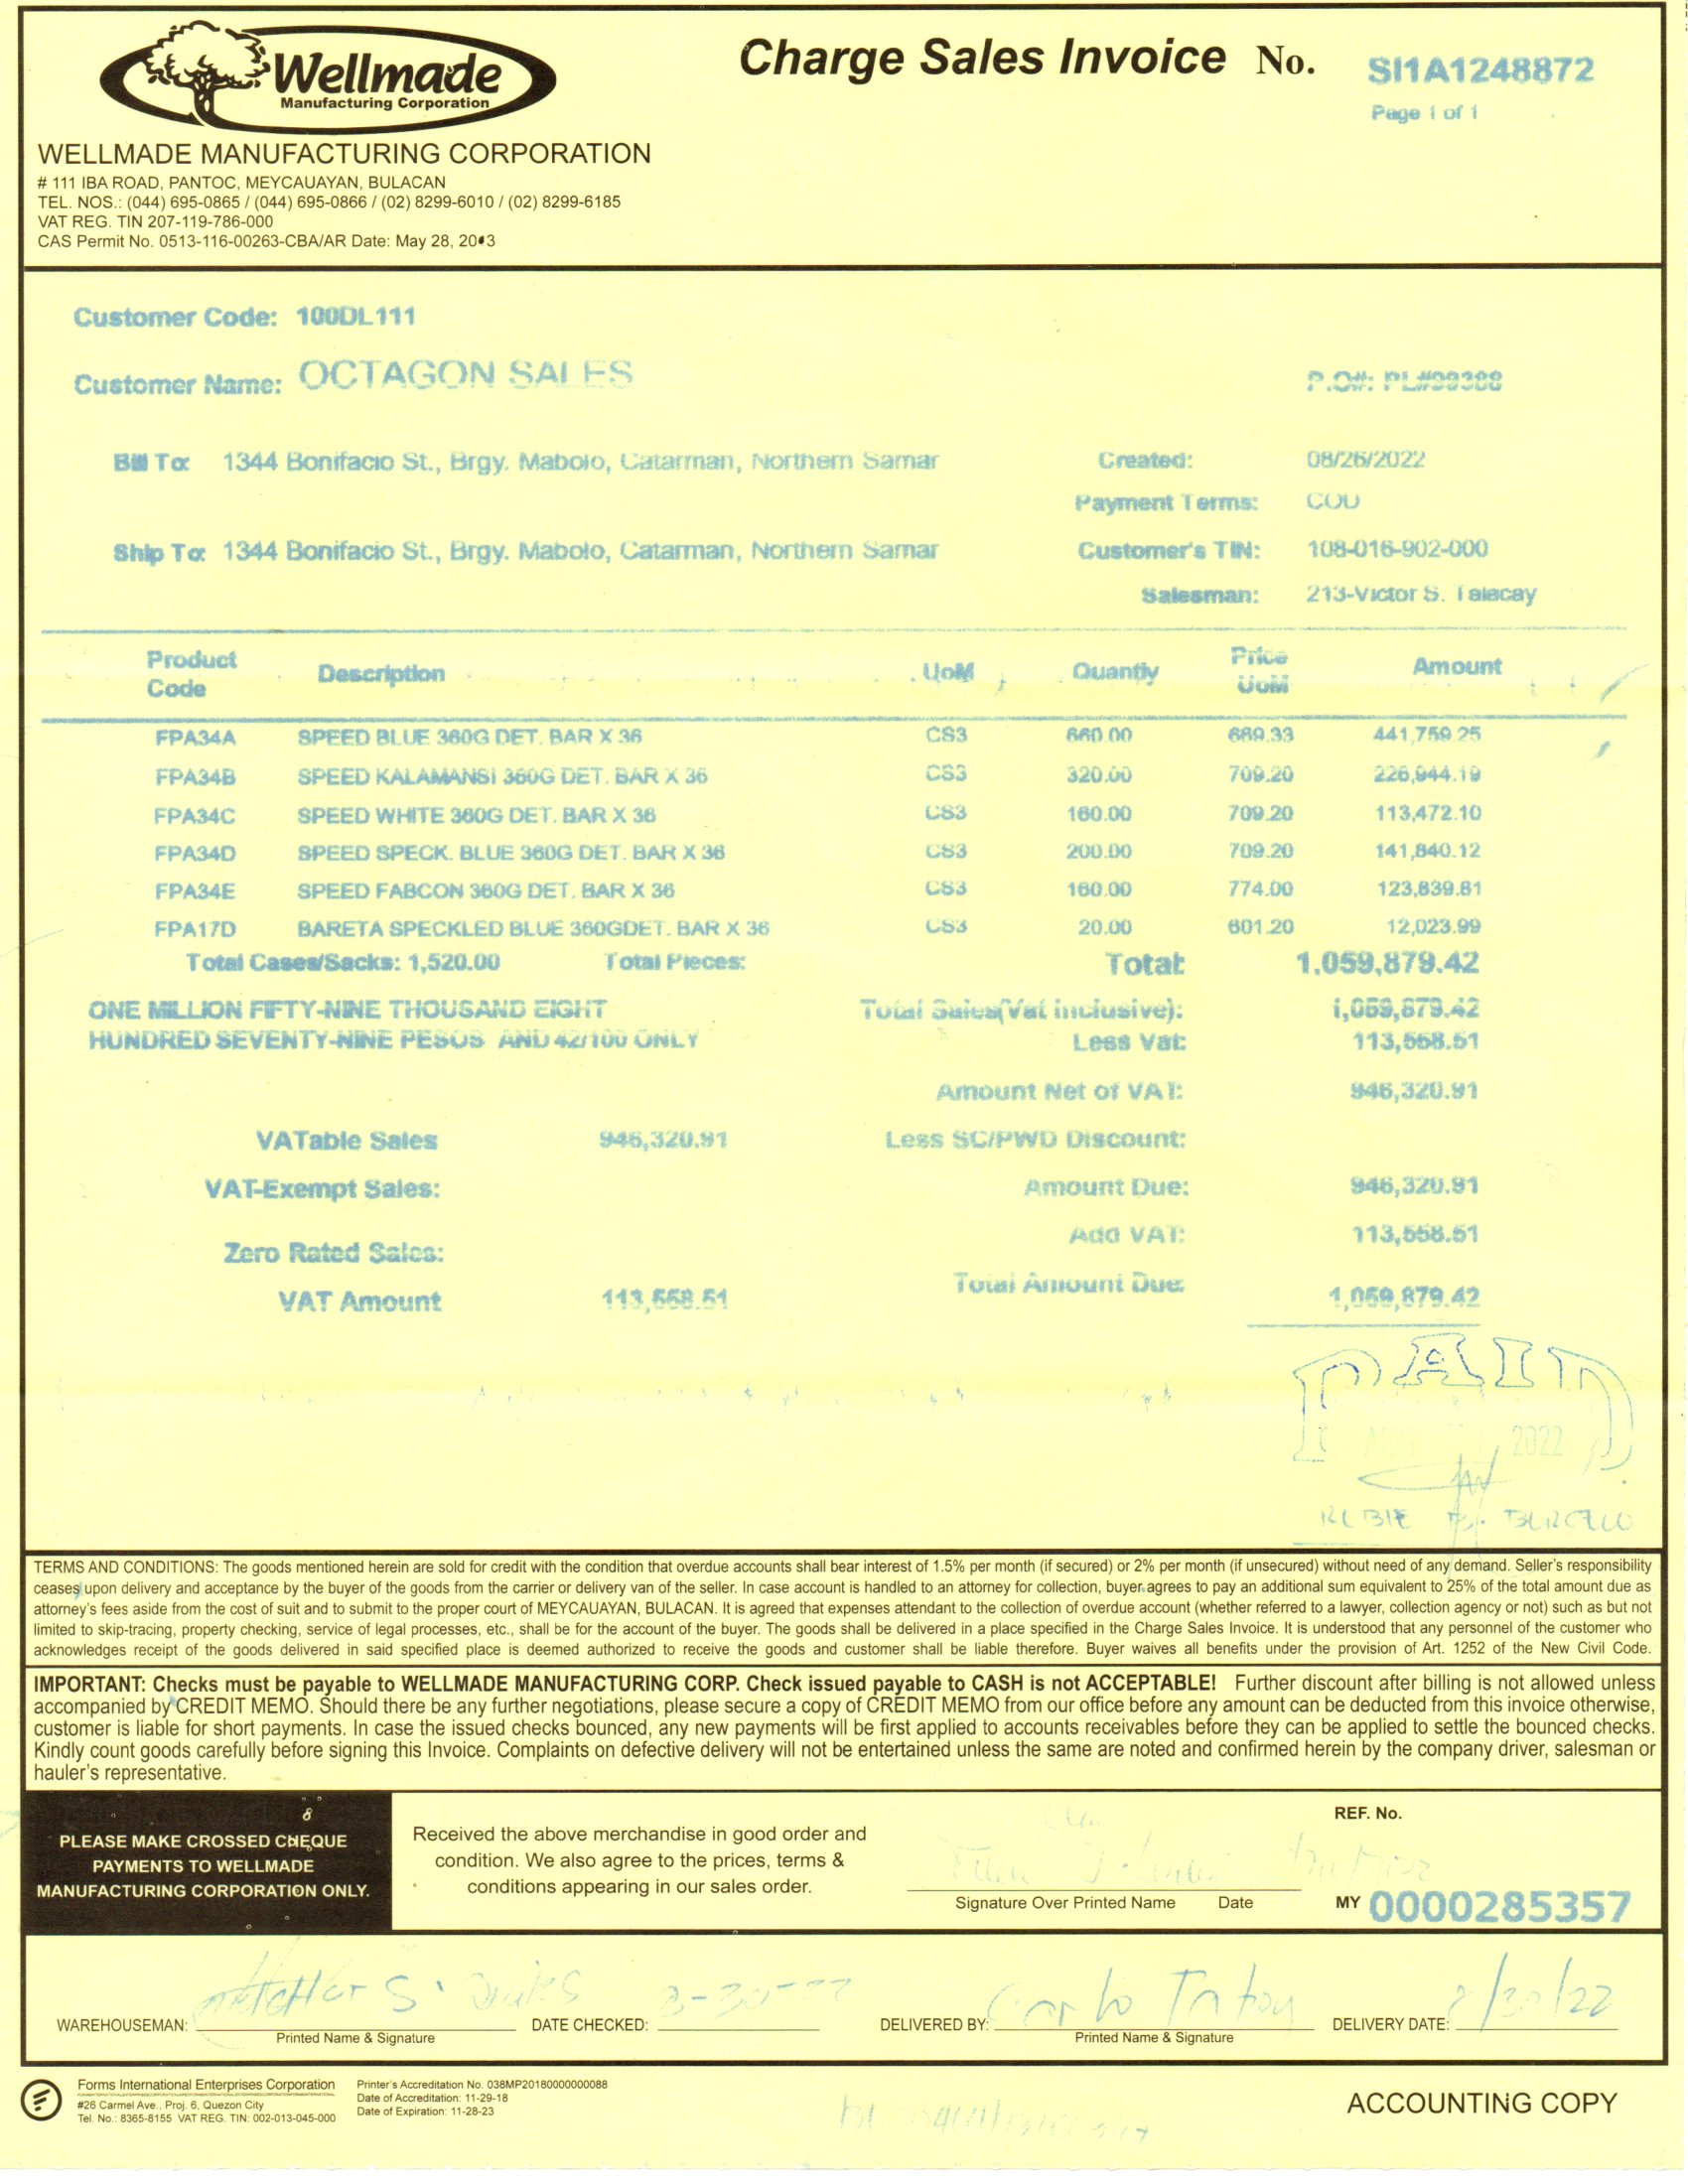 Wellmade
Manufacturing Corporation
Charge Sales Invoice No. SI1A1248872
Page 1 of 1
WELLMADE MANUFACTURING CORPORATION
# 111 IBA ROAD, PANTOC, MEYCAUAYAN, BULACAN
TEL. NOS.: (044) 695-0865 / (044) 695-0866 / (02) 8299-6010 / (02) 8299-6185
VAT REG. TIN 207-119-786-000
CAS Permit No. 0513-116-00263-CBA/AR Date: May 28, 2013
Customer Code: 100DL111
Customer Name: OCTAGON SALES
P.O#:
Bill To: 1344 Bonifacio St., Brgy. Mabolo, Catarman, Northern Samar
Created: 08/26/2022
Payment Terms: COD
Ship To: 1344 Bonifacio St., Brgy. Mabolo, Catarman, Northern Samar
Customer's TIN: 108-016-902-000
Salesman: 213-Victor S. Talacay
Product Code Description UoM Quantiy Price UoM Amount
FPA34A SPEED BLUE 360G DET. BAR X 36 CS3 660.00 669.33 441,759.25
FPA34B SPEED KALAMANSI 360G DET. BAR X 36 CS3 320.00 709.20 226,944.19
FPA34C SPEED WHITE 360G DET. BAR X 36 CS3 160.00 709.20 113,472.10
FPA34D SPEED SPECK. BLUE 360G DET. BAR X 36 CS3 200.00 709.20 141,840.12
FPA34E SPEED FABCON 360G DET. BAR X 36 CS3 160.00 774.00 123,839.81
FPA17D BARETA SPECKLED BLUE 360GDET. BAR X 36 CS3 20.00 601.20 12,023.99
Total Cases/Sacks: 1,520.00 Total Pieces: Total: 1,059,879.42
ONE MILLION FIFTY-NINE THOUSAND EIGHT
HUNDRED SEVENTY-NINE PESOS AND 42/100 ONLY
Total Sales(Vat inclusive): 1,059,879.42
Less Vat: 113,558.51
Amount Net of VAT: 946,320.91
VATable Sales 946,320.91
Less SC/PWD Discount:
VAT-Exempt Sales:
Amount Due: 946,320.91
Add VAT: 113,558.51
Zero Rated Sales:
Total Amount Due: 1,059,879.42
VAT Amount 113,558.51
PAID
AUG 2022
TERMS AND CONDITIONS: The goods mentioned herein are sold for credit with the condition that overdue accounts shall bear interest of 1.5% per month (if secured) or 2% per month (if unsecured) without need of any demand. Seller's responsibility
ceases upon delivery and acceptance by the buyer of the goods from the carrier or delivery van of the seller. In case account is handled to an attorney for collection, buyer agrees to pay an additional sum equivalent to 25% of the total amount due as
attorney's fees aside from the cost of suit and to submit to the proper court of MEYCAUAYAN, BULACAN. It is agreed that expenses attendant to the collection of overdue account (whether referred to a lawyer, collection agency or not) such as but not
limited to skip-tracing, property checking, service of legal processes, etc., shall be for the account of the buyer. The goods shall be delivered in a place specified in the Charge Sales Invoice. It is understood that any personnel of the customer who
acknowledges receipt of the goods delivered in said specified place is deemed authorized to receive the goods and customer shall be liable therefore. Buyer waives all benefits under the provision of Art. 1252 of the New Civil Code.
IMPORTANT: Checks must be payable to WELLMADE MANUFACTURING CORP. Check issued payable to CASH is not ACCEPTABLE! Further discount after billing is not allowed unless
accompanied by CREDIT MEMO. Should there be any further negotiations, please secure a copy of CREDIT MEMO from our office before any amount can be deducted from this invoice otherwise,
customer is liable for short payments. In case the issued checks bounced, any new payments will be first applied to accounts receivables before they can be applied to settle the bounced checks.
Kindly count goods carefully before signing this Invoice. Complaints on defective delivery will not be entertained unless the same are noted and confirmed herein by the company driver, salesman or
hauler's representative.
PLEASE MAKE CROSSED CHEQUE
PAYMENTS TO WELLMADE
MANUFACTURING CORPORATION ONLY.
Received the above merchandise in good order and
condition. We also agree to the prices, terms &
conditions appearing in our sales order.
Signature Over Printed Name Date
REF. No.
MY 0000285357
WAREHOUSEMAN:
Printed Name & Signature
DATE CHECKED: 8-30-22
DELIVERED BY: Carlo
Printed Name & Signature
DELIVERY DATE: 8/30/22
Forms International Enterprises Corporation
#26 Carmel Ave., Proj. 6, Quezon City
Tel. No.: 8365-8155 VAT REG. TIN: 002-013-045-000
Printer's Accreditation No. 038MP20180000000088
Date of Accreditation: 11-29-18
Date of Expiration: 11-28-23
ACCOUNTING COPY